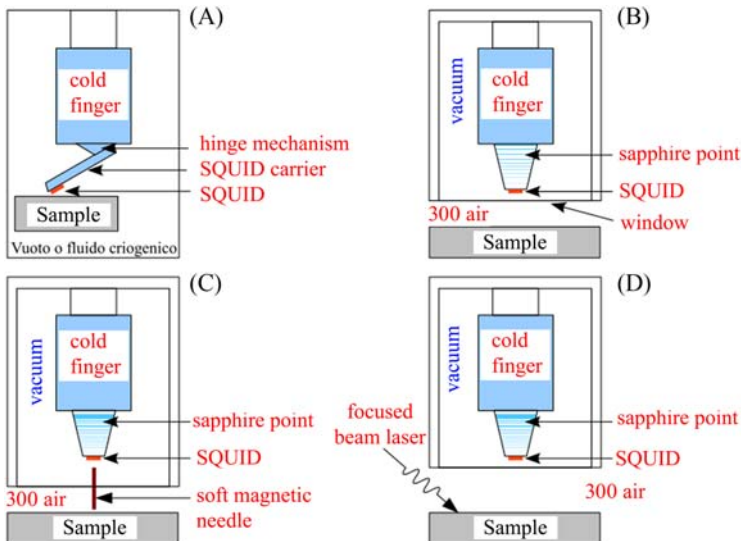 (A)
cold
finger
hinge mechanism
SQUID carrier
SQUID
Sample
Vuoto o fluido criogenico
(B)
vacuum
cold
finger
sapphire point
SQUID
300 air
window
Sample
(C)
vacuum
cold
finger
sapphire point
SQUID
300 air
soft magnetic
needle
Sample
(D)
vacuum
cold
finger
focused
beam laser
sapphire point
SQUID
300 air
Sample